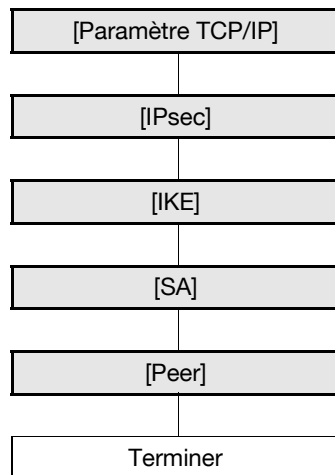 [Paramètre TCP/IP]
[IPsec]
[IKE]
[SA]
[Peer]
Terminer